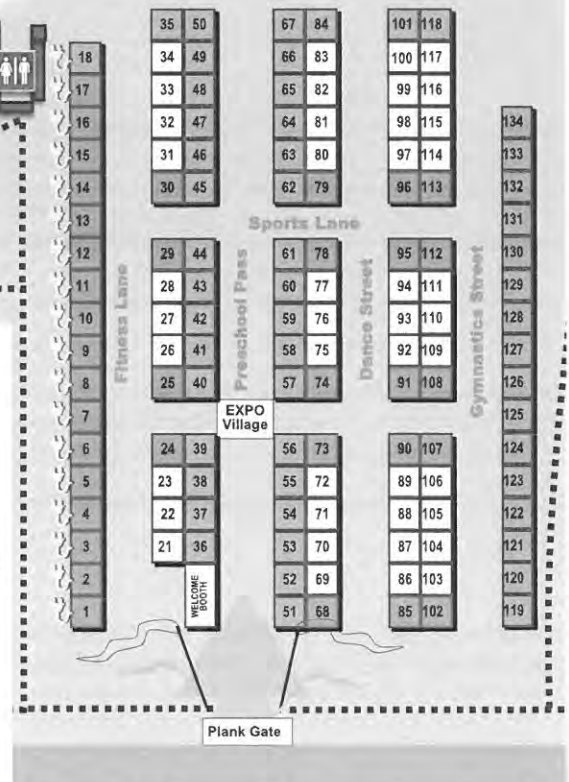 35 50 67 84 101 118
18 34 49 66 83 100 117
17 33 48 65 82 99 116
16 32 47 64 81 98 115 134
15 31 46 63 80 97 114 133
14 30 45 62 79 96 113 132
13 Sports Lane 131
12 29 44 61 78 95 112 130
11 28 43 60 77 94 111 129
10 27 42 59 76 93 110 128
9 26 41 58 75 92 109 127
8 25 40 57 74 91 108 126
Fitness Lane
Preschool Pass
Dance Street
Gymnastics Street
7 EXPO 125
Village
6 24 39 56 73 90 107 124
5 23 38 55 72 89 106 123
4 22 37 54 71 88 105 122
3 21 36 53 70 87 104 121
2 WELCOME 52 69 86 103 120
BOOTH
1 51 68 85 102 119
Plank Gate